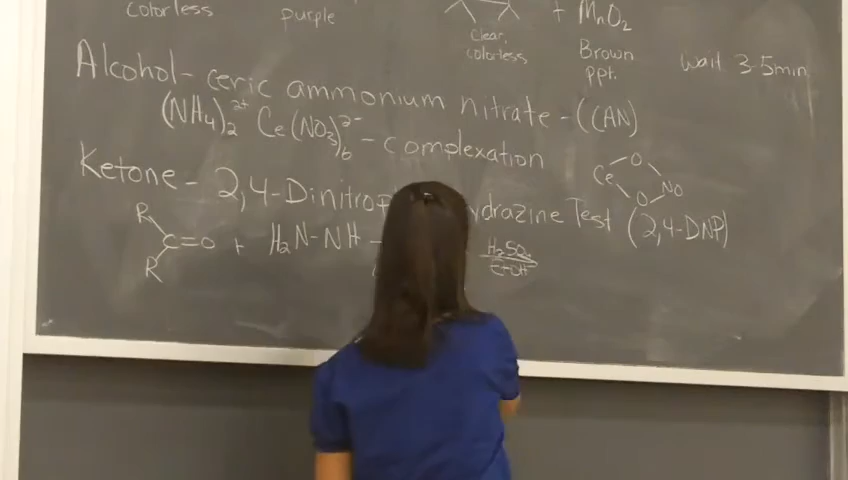 colorless purple Clear, colorless + MnO2
Brown ppt. wait 3-5min
Alcohol - ceric ammonium nitrate - (CAN)
(NH4)2 2+ Ce(NO3)6 2- - complexation
Ce O O No
Ketone - 2,4-Dinitrop ydrazine Test (2,4-DNP)
R R C=O + H2N-NH - H2SO4 EtOH